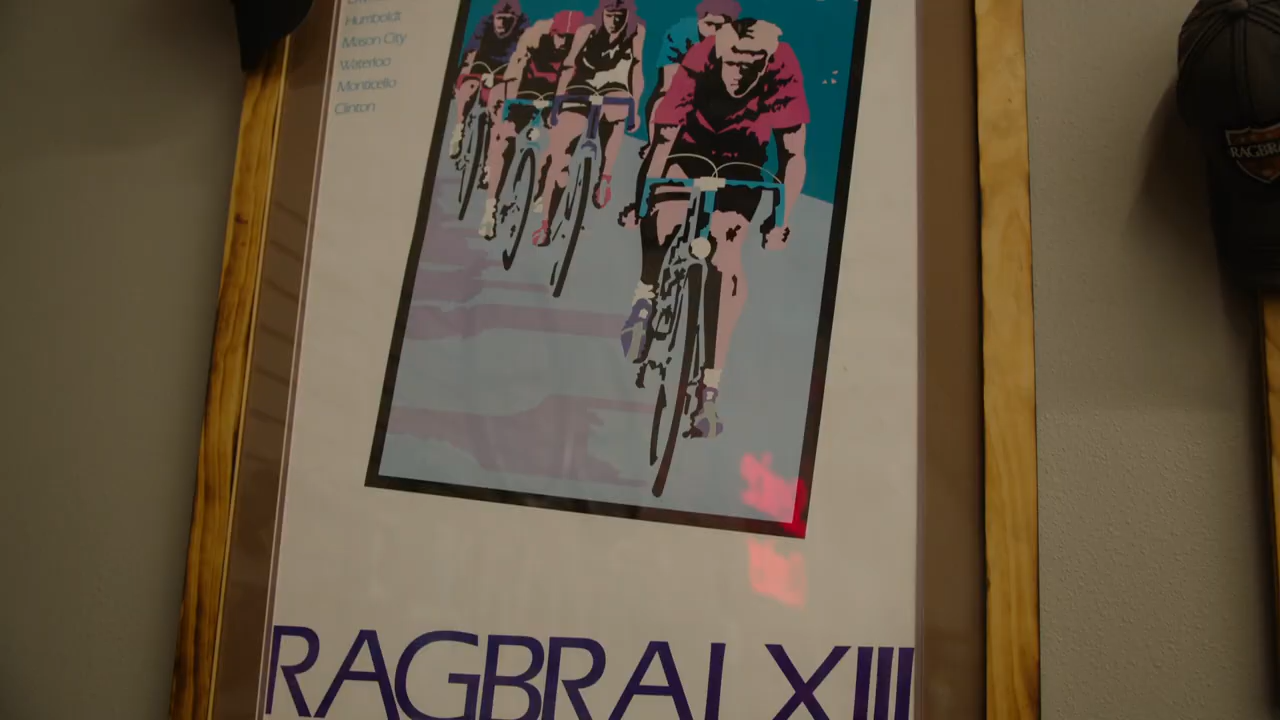 Humboldt
Mason City
Waterloo
Monticello
Clinton
RAGBRAI XIII